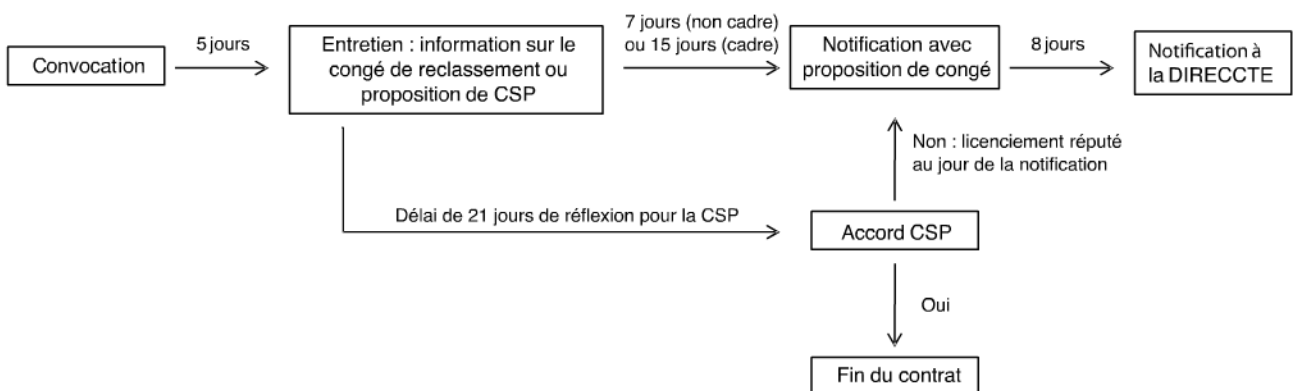 Convocation
5 jours
Entretien : information sur le
congé de reclassement ou
proposition de CSP
7 jours (non cadre)
ou 15 jours (cadre)
Notification avec
proposition de congé
8 jours
Notification à
la DIRECCTE
Non : licenciement réputé
au jour de la notification
Délai de 21 jours de réflexion pour la CSP
Accord CSP
Oui
Fin du contrat